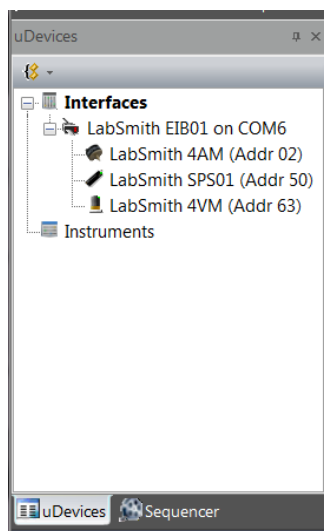 uDevices
Interfaces
LabSmith EIB01 on COM6
LabSmith 4AM (Addr 02)
LabSmith SPS01 (Addr 50)
LabSmith 4VM (Addr 63)
Instruments
uDevices Sequencer